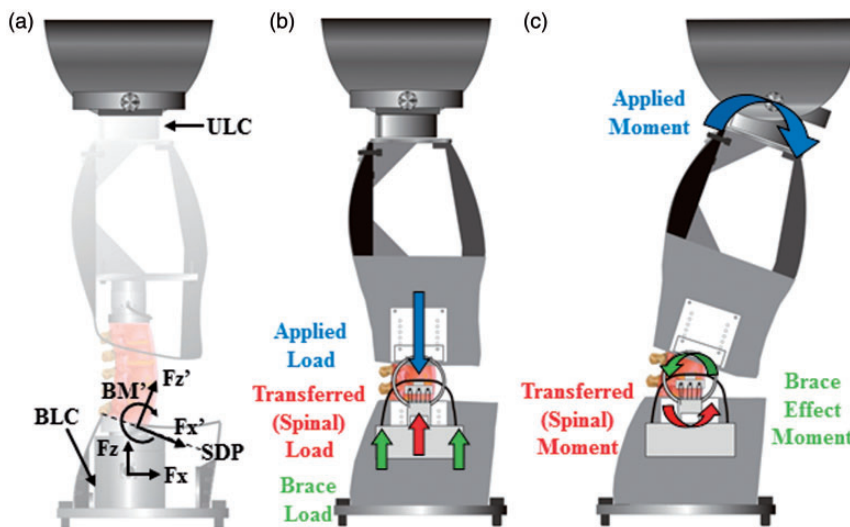 (a)
ULC
Fz'
BM'
BLC
Fx'
Fz
SDP
Fx
(b)
Applied
Load
Transferred
(Spinal)
Load
Brace
Load
(c)
Applied
Moment
Transferred
(Spinal)
Moment
Brace
Effect
Moment